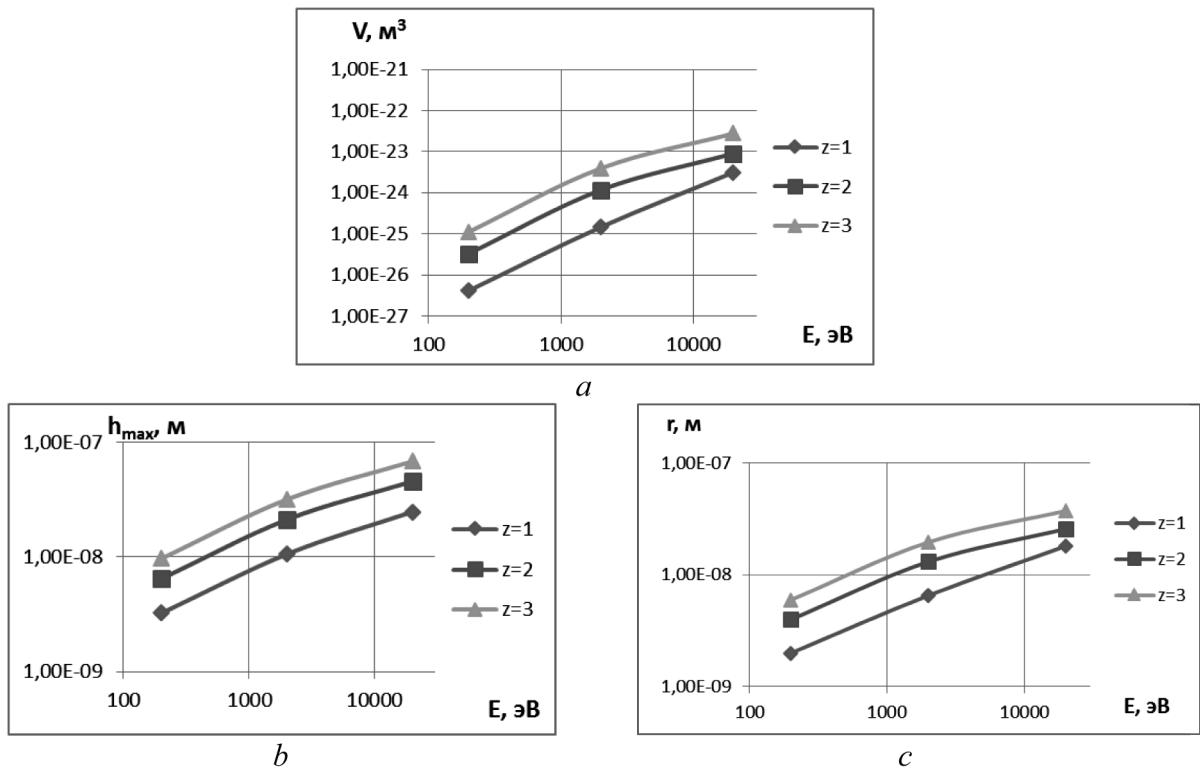 V, м³
1,00E-21
1,00E-22
1,00E-23
1,00E-24
1,00E-25
1,00E-26
1,00E-27
100
1000
10000
E, эВ
z=1
z=2
z=3
a
h_max, м
1,00E-07
1,00E-08
1,00E-09
100
1000
10000
E, эВ
z=1
z=2
z=3
b
r, м
1,00E-07
1,00E-08
1,00E-09
100
1000
10000
E, эВ
z=1
z=2
z=3
c